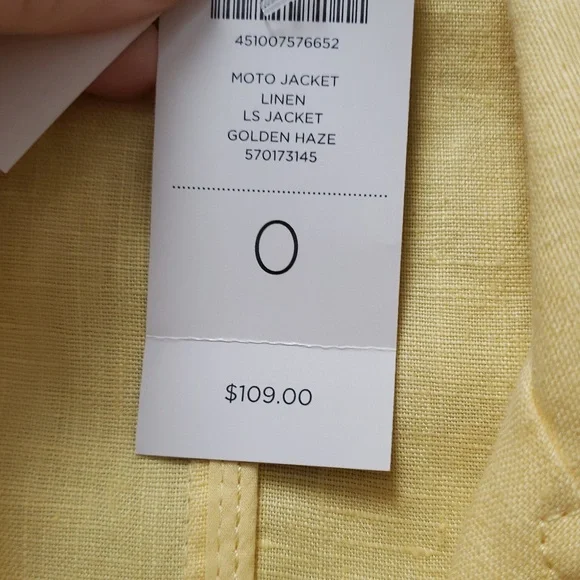 451007576652
MOTO JACKET
LINEN
LS JACKET
GOLDEN HAZE
570173145
0
$109.00